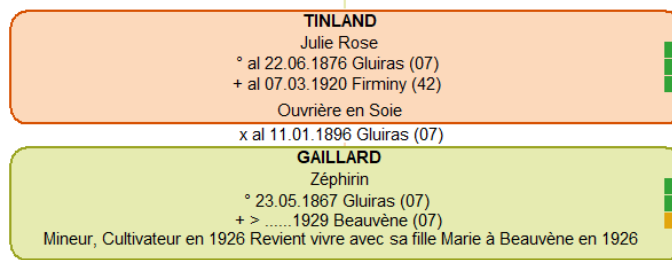 TINLAND
Julie Rose
° al 22.06.1876 Gluiras (07)
+ al 07.03.1920 Firminy (42)
Ouvrière en Soie
x al 11.01.1896 Gluiras (07)
GAILLARD
Zéphirin
° 23.05.1867 Gluiras (07)
+ > ......1929 Beauvène (07)
Mineur, Cultivateur en 1926 Revient vivre avec sa fille Marie à Beauvène en 1926